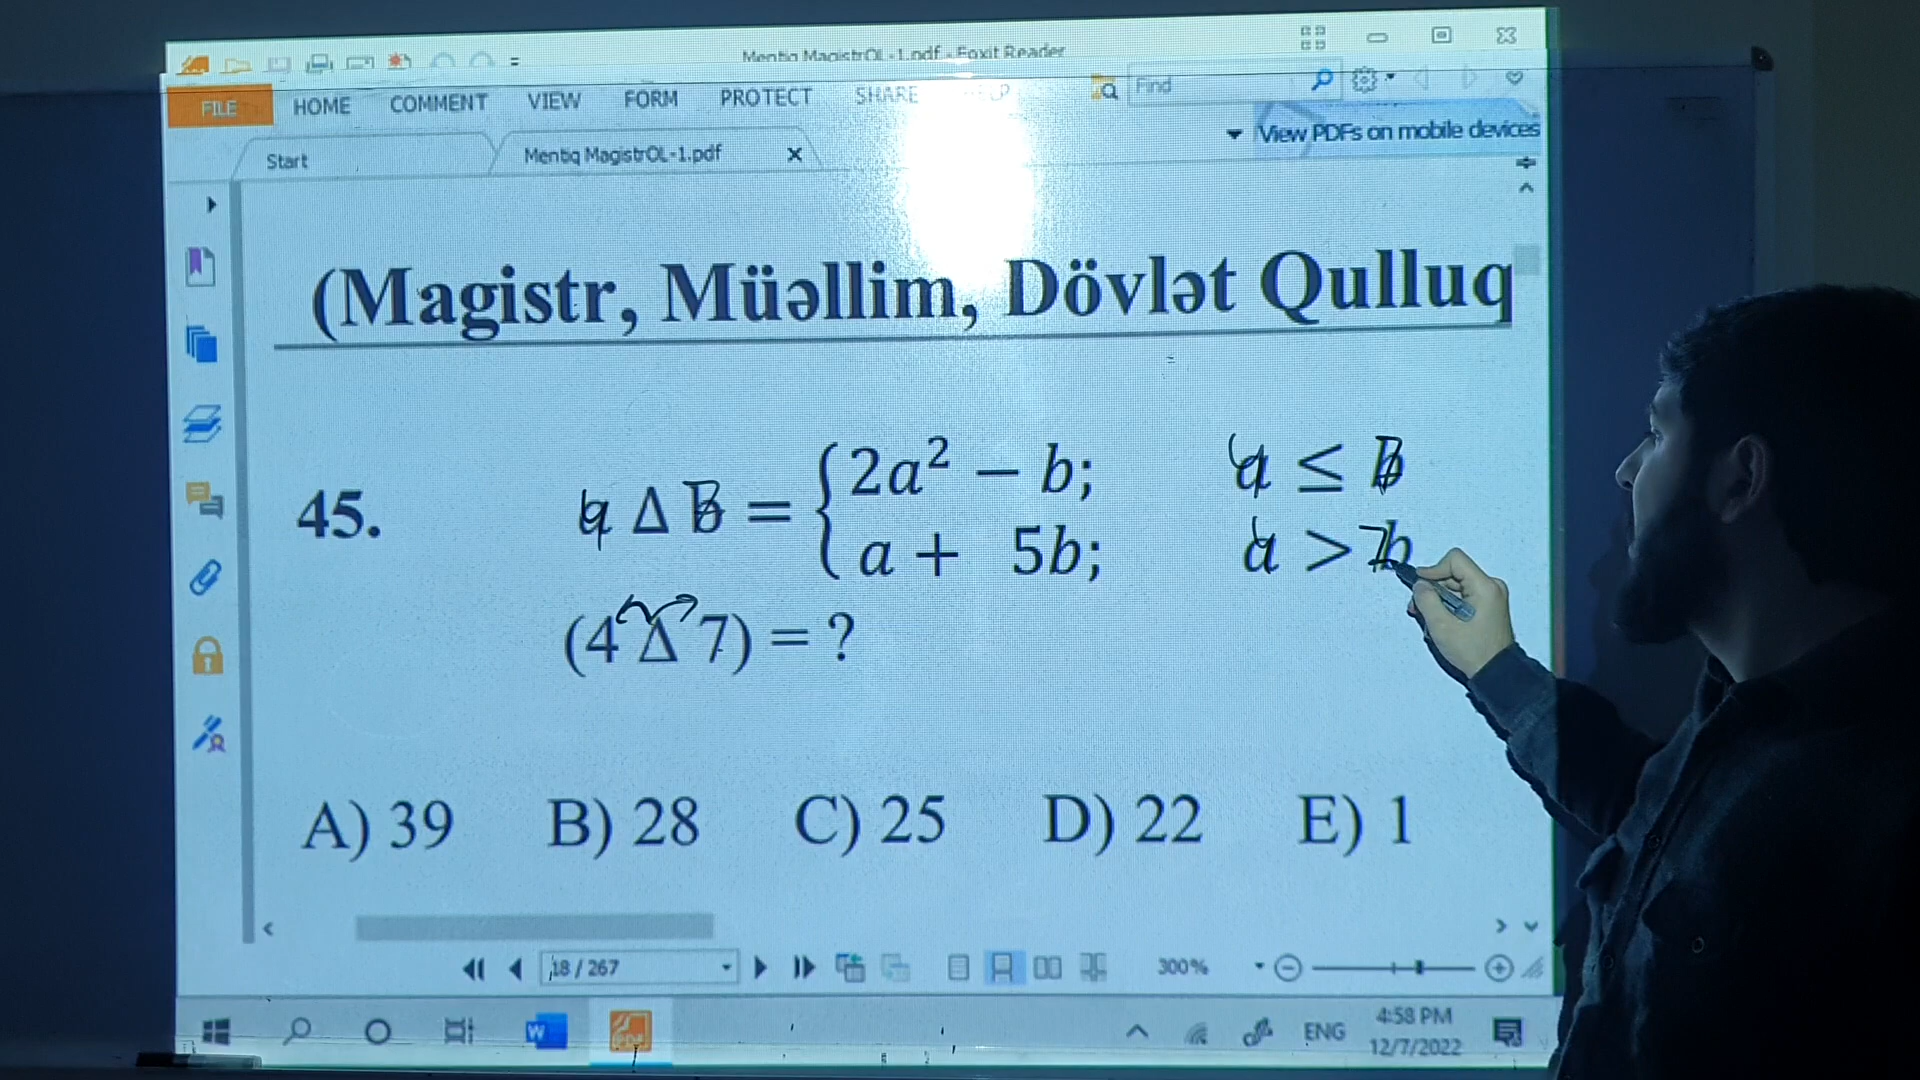 Mentiq MagistrOL-1.pdf - Foxit Reader
FILE HOME COMMENT VIEW FORM PROTECT SHARE Find
View PDFs on mobile devices
Start Mentiq MagistrOL-1.pdf
(Magistr, Müəllim, Dövlət Qulluq
45. a Δ b = { 2a² − b; a ≤ b
a + 5b; a > b
(4 Δ 7) = ?
A) 39 B) 28 C) 25 D) 22 E) 1
18 / 267 300%
ENG 4:58 PM
12/7/2022